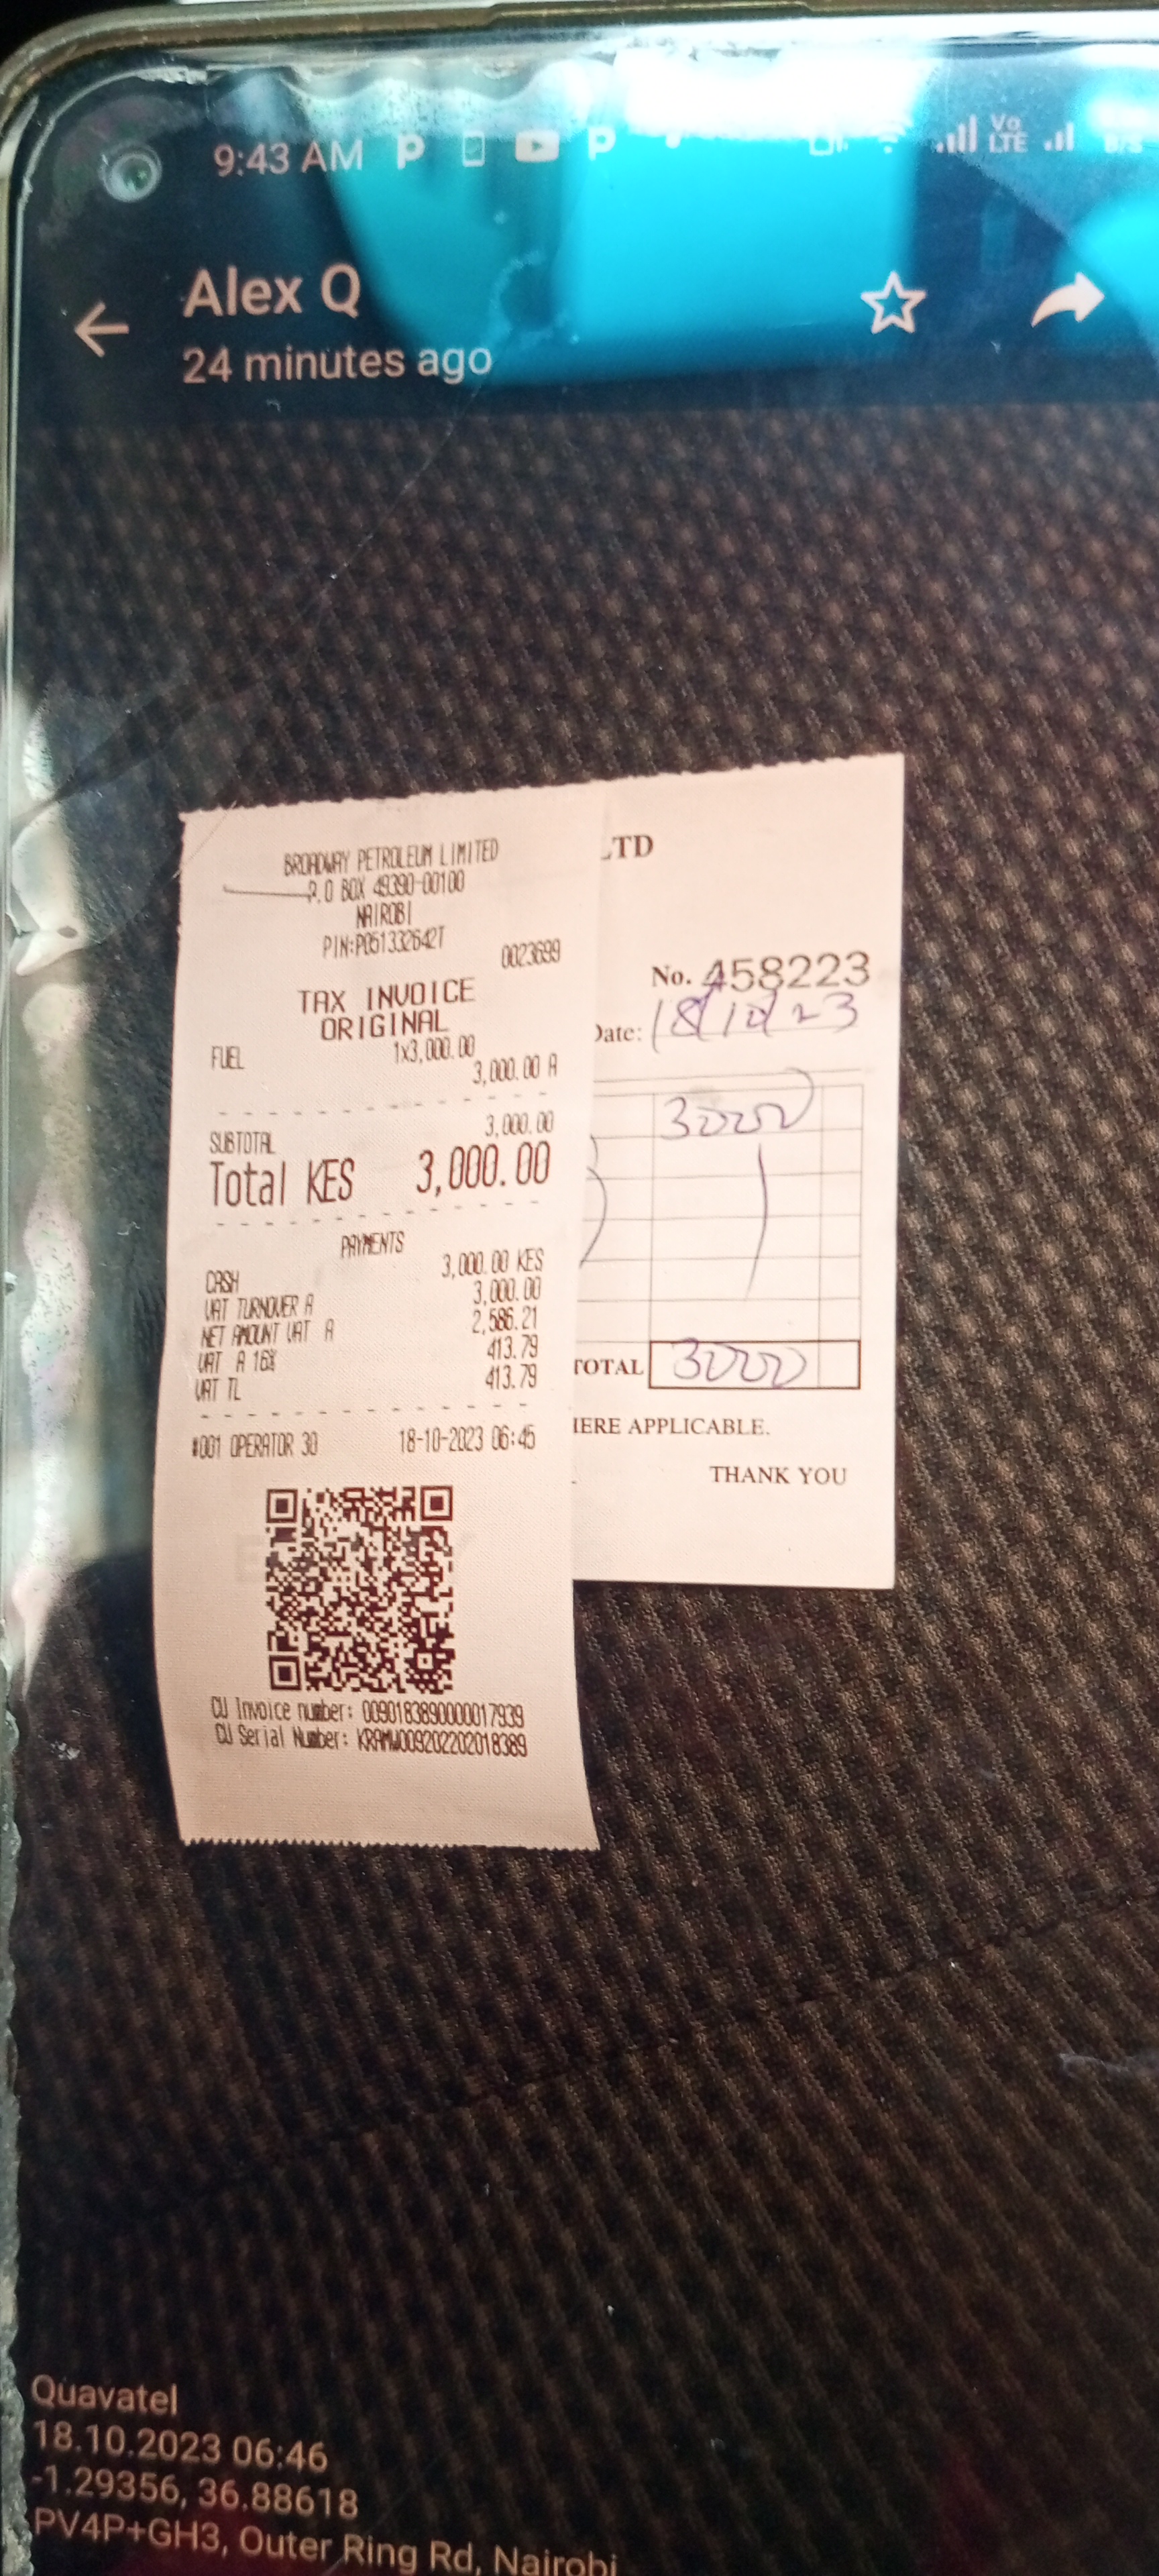 9:43 AM
Vo
LTE
Alex Q
24 minutes ago
BROADWAY PETROLEUM LIMITED
P.O BOX 49390-00100
NAIROBI
PIN:P051332642T
0023699
TAX INVOICE
ORIGINAL
FUEL 1x3,000.00
3,000.00 A
SUBTOTAL 3,000.00
Total KES 3,000.00
PAYMENTS
CASH 3,000.00 KES
VAT TURNOVER A 3,000.00
NET AMOUNT VAT A 2,586.21
VAT A 16% 413.79
VAT TL 413.79
#001 OPERATOR 30 18-10-2023 06:45
CU Invoice number: 0090183890000017939
CU Serial Number: KRAMW009202202018389
LTD
No. 458223
Date: 18/10/23
3000
TOTAL 3000
HERE APPLICABLE.
THANK YOU
Quavatel
18.10.2023 06:46
-1.29356, 36.88618
PV4P+GH3, Outer Ring Rd, Nairobi